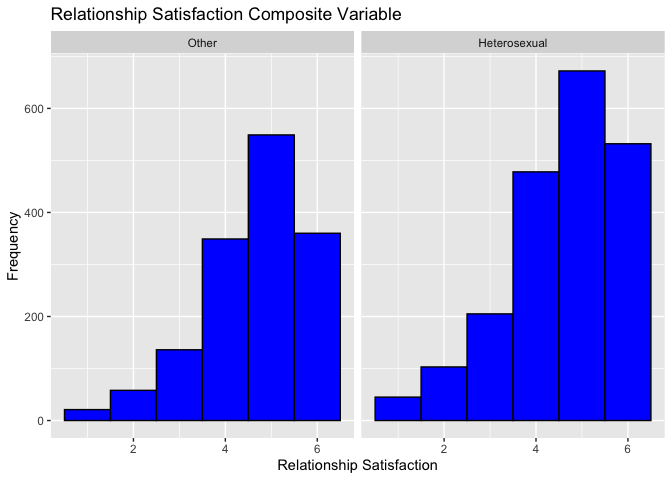 Relationship Satisfaction Composite Variable
Other
Heterosexual
Frequency
600
400
200
0
2
4
6
2
4
6
Relationship Satisfaction